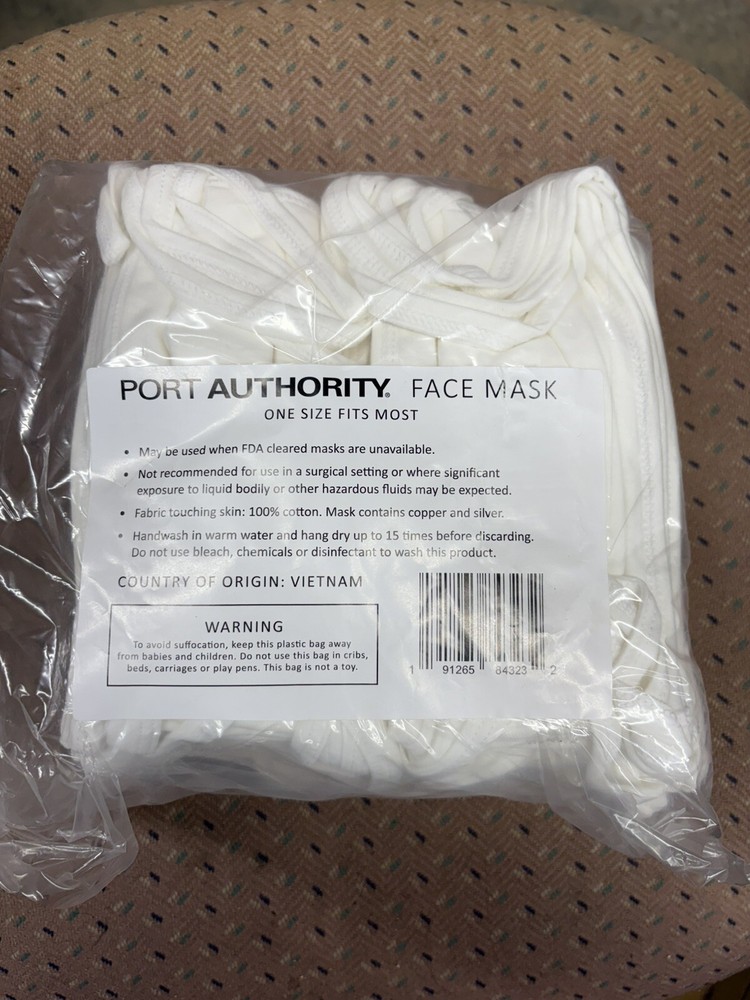 PORT AUTHORITY® FACE MASK
ONE SIZE FITS MOST
• May be used when FDA cleared masks are unavailable.
• Not recommended for use in a surgical setting or where significant
exposure to liquid bodily or other hazardous fluids may be expected.
• Fabric touching skin: 100% cotton. Mask contains copper and silver.
• Handwash in warm water and hang dry up to 15 times before discarding.
Do not use bleach, chemicals or disinfectant to wash this product.
COUNTRY OF ORIGIN: VIETNAM
WARNING
To avoid suffocation, keep this plastic bag away
from babies and children. Do not use this bag in cribs,
beds, carriages or play pens. This bag is not a toy.
1 91265 84323 2